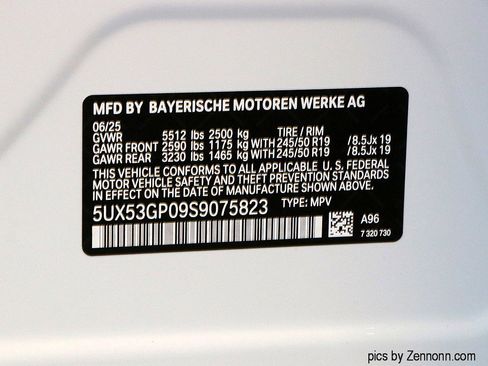 MFD BY BAYERISCHE MOTOREN WERKE AG
06/25
GVWR 5512 lbs 2500 kg TIRE / RIM
GAWR FRONT 2590 lbs 1175 kg WITH 245/50 R19 / 8.5Jx 19
GAWR REAR 3230 lbs 1465 kg WITH 245/50 R19 / 8.5Jx 19
THIS VEHICLE CONFORMS TO ALL APPLICABLE U.S. FEDERAL
MOTOR VEHICLE SAFETY AND THEFT PREVENTION STANDARDS
IN EFFECT ON THE DATE OF MANUFACTURE SHOWN ABOVE.
5UX53GP09S9075823 TYPE: MPV
A96
7 320 730
pics by Zennonn.com